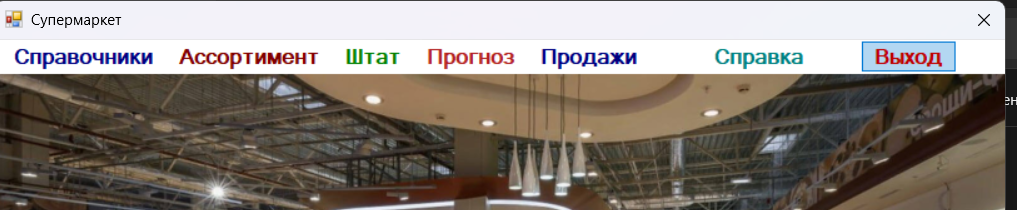 Супермаркет
Справочники Ассортимент Штат Прогноз Продажи Справка Выход